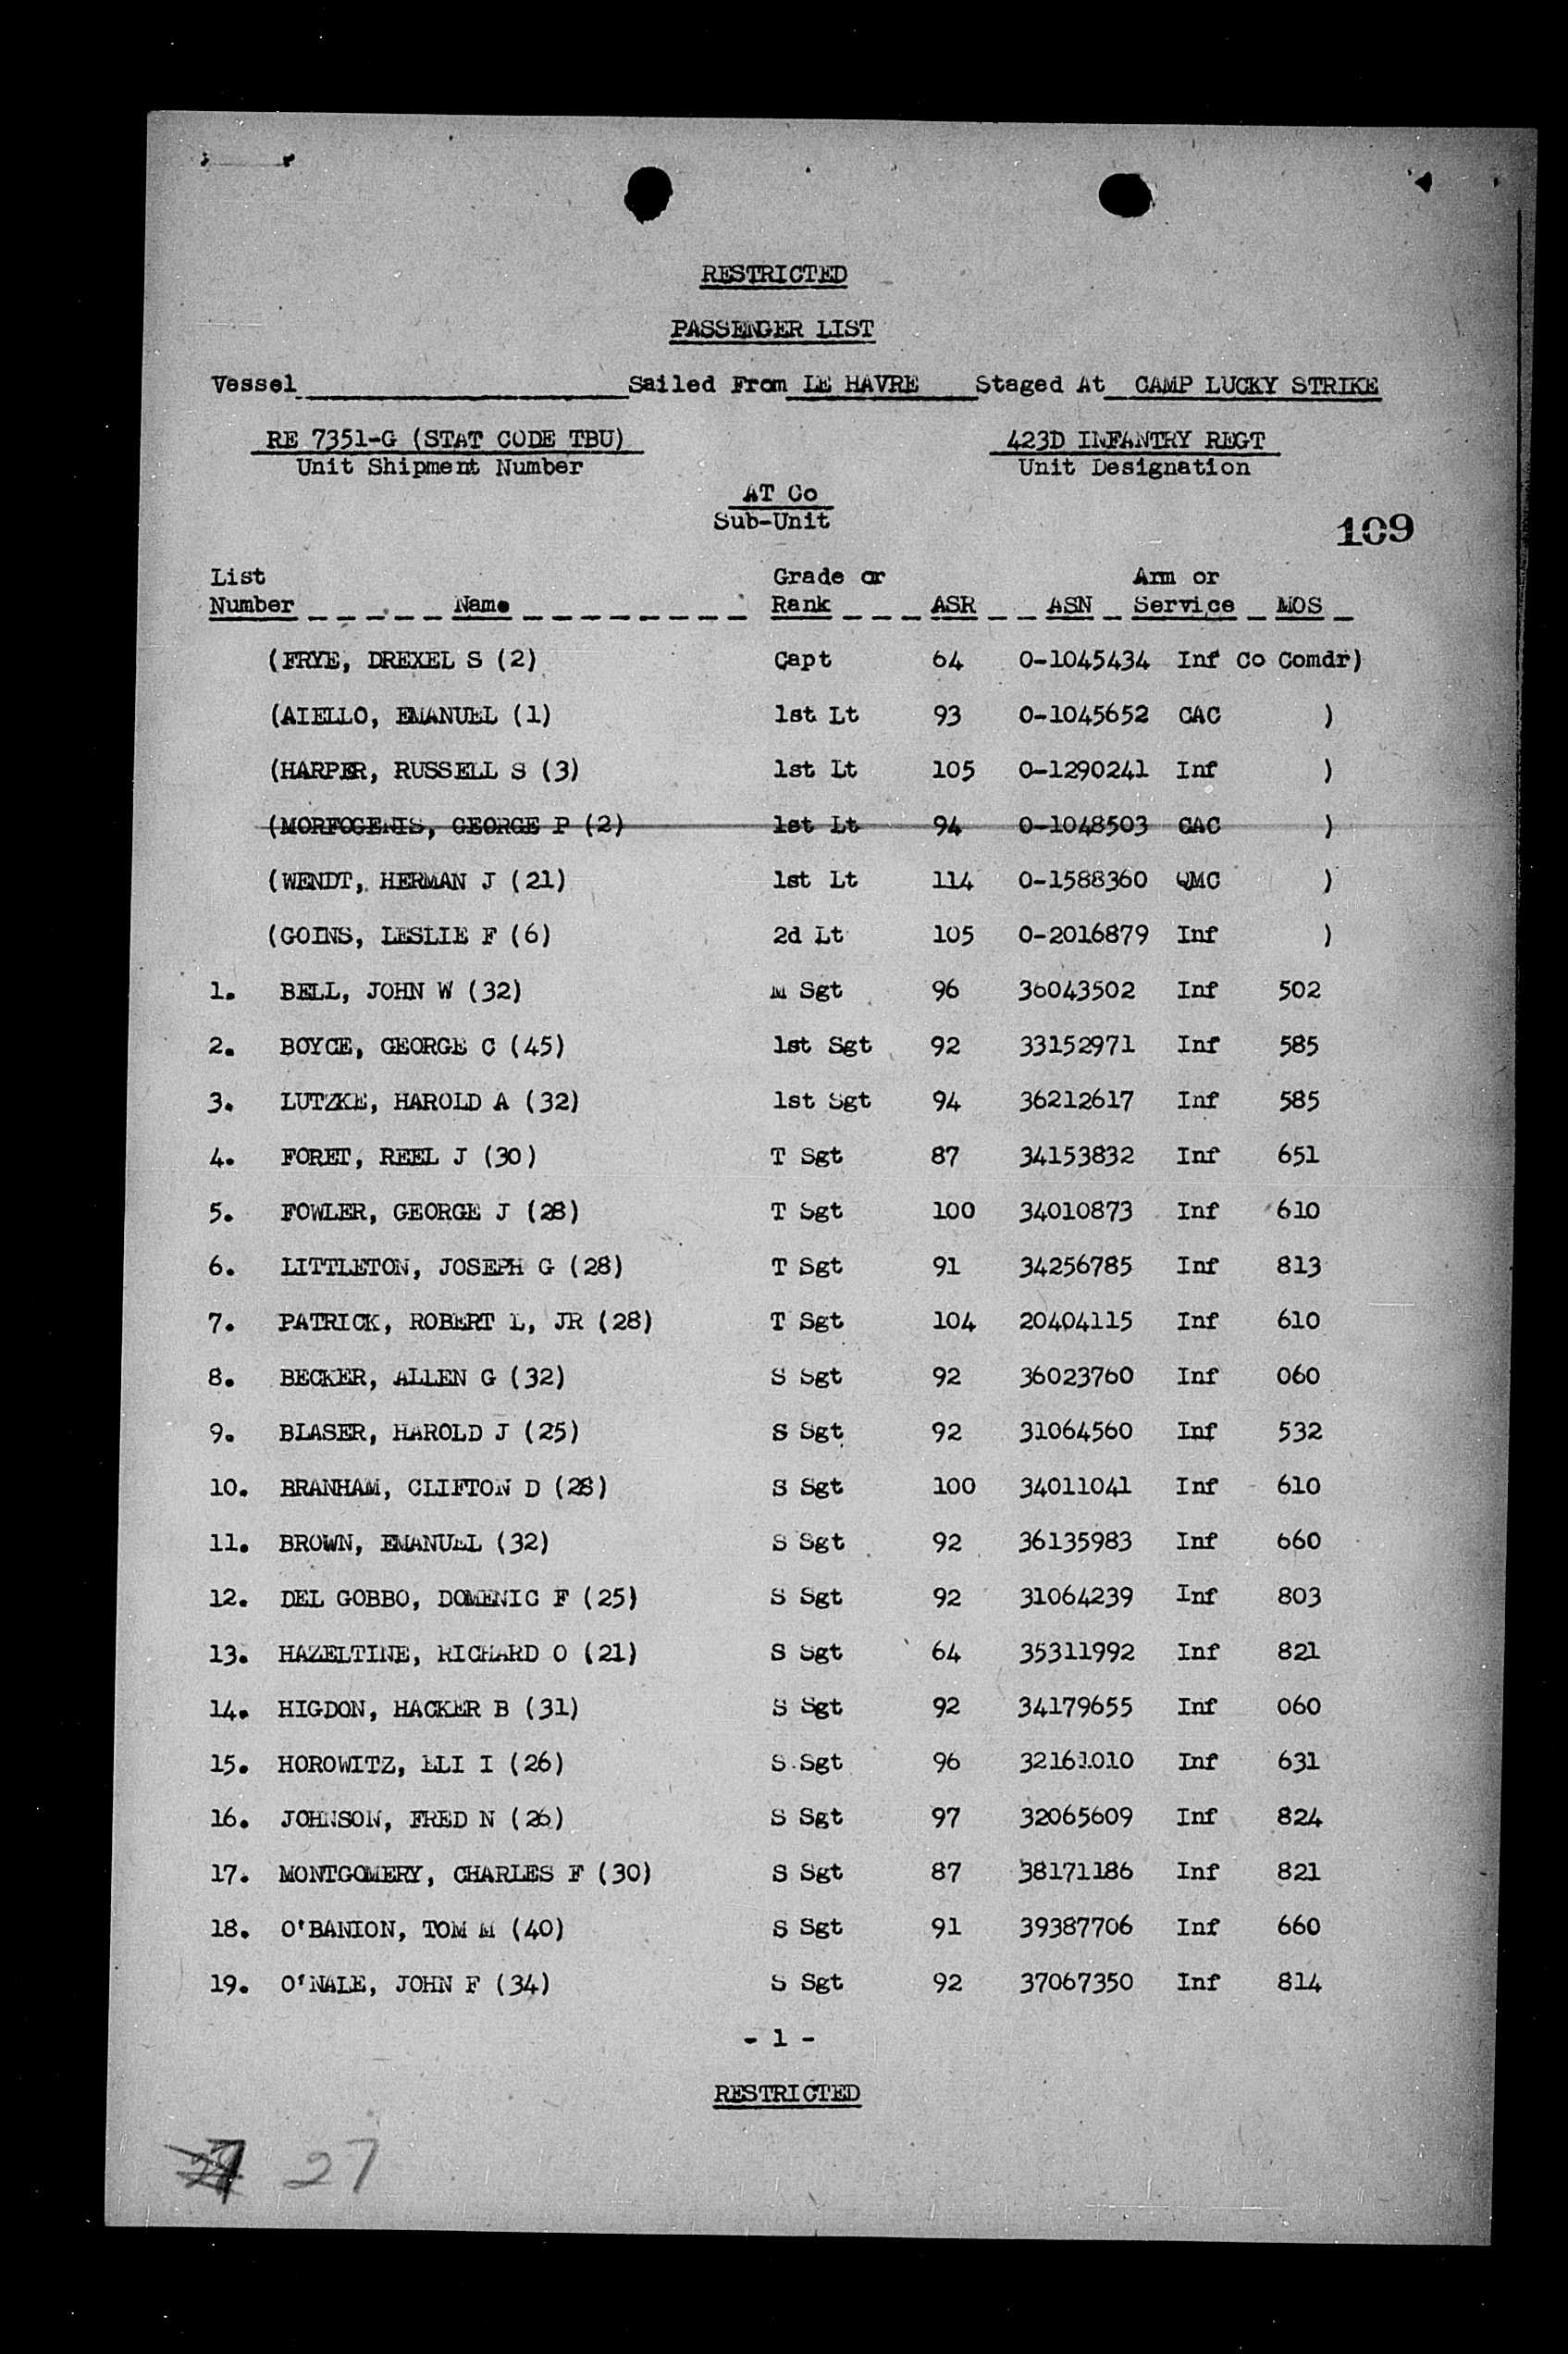 RESTRICTED
PASSENGER LIST
Vessel Sailed From LE HAVRE Staged At CAMP LUCKY STRIKE
RE 7351-G (STAT CODE TBU) 423D INFANTRY REGT
Unit Shipment Number Unit Designation
AT Co
Sub-Unit
109
List Grade or Arm or
Number Name Rank ASR ASN Service MOS
(FRYE, DREXEL S (2) Capt 64 O-1045434 Inf Co Comdr)
(AIELLO, EMANUEL (1) 1st Lt 93 O-1045652 CAC )
(HARPER, RUSSELL S (3) 1st Lt 105 O-1290241 Inf )
(MORFOGENIS, GEORGE P (2) 1st Lt 94 O-1048503 CAC )
(WENDT, HERMAN J (21) 1st Lt 114 O-1588360 QMC )
(GOINS, LESLIE F (6) 2d Lt 105 O-2016879 Inf )
1. BELL, JOHN W (32) M Sgt 96 36043502 Inf 502
2. BOYCE, GEORGE C (45) 1st Sgt 92 33152971 Inf 585
3. LUTZKE, HAROLD A (32) 1st Sgt 94 36212617 Inf 585
4. FORET, REEL J (30) T Sgt 87 34153832 Inf 651
5. FOWLER, GEORGE J (28) T Sgt 100 34010873 Inf 610
6. LITTLETON, JOSEPH G (28) T Sgt 91 34256785 Inf 813
7. PATRICK, ROBERT L, JR (28) T Sgt 104 20404115 Inf 610
8. BECKER, ALLEN G (32) S Sgt 92 36023760 Inf 060
9. BLASER, HAROLD J (25) S Sgt 92 31064560 Inf 532
10. BRANHAM, CLIFTON D (28) S Sgt 100 34011041 Inf 610
11. BROWN, EMANUEL (32) S Sgt 92 36135983 Inf 660
12. DEL GOBBO, DOMENIC F (25) S Sgt 92 31064239 Inf 803
13. HAZELTINE, RICHARD O (21) S Sgt 64 35311992 Inf 821
14. HIGDON, HACKER B (31) S Sgt 92 34179655 Inf 060
15. HOROWITZ, ELI I (26) S Sgt 96 32161010 Inf 631
16. JOHNSON, FRED N (26) S Sgt 97 32065609 Inf 824
17. MONTGOMERY, CHARLES F (30) S Sgt 87 38171186 Inf 821
18. O'BANION, TOM M (40) S Sgt 91 39387706 Inf 660
19. O'NALE, JOHN F (34) S Sgt 92 37067350 Inf 814
- 1 -
RESTRICTED
27